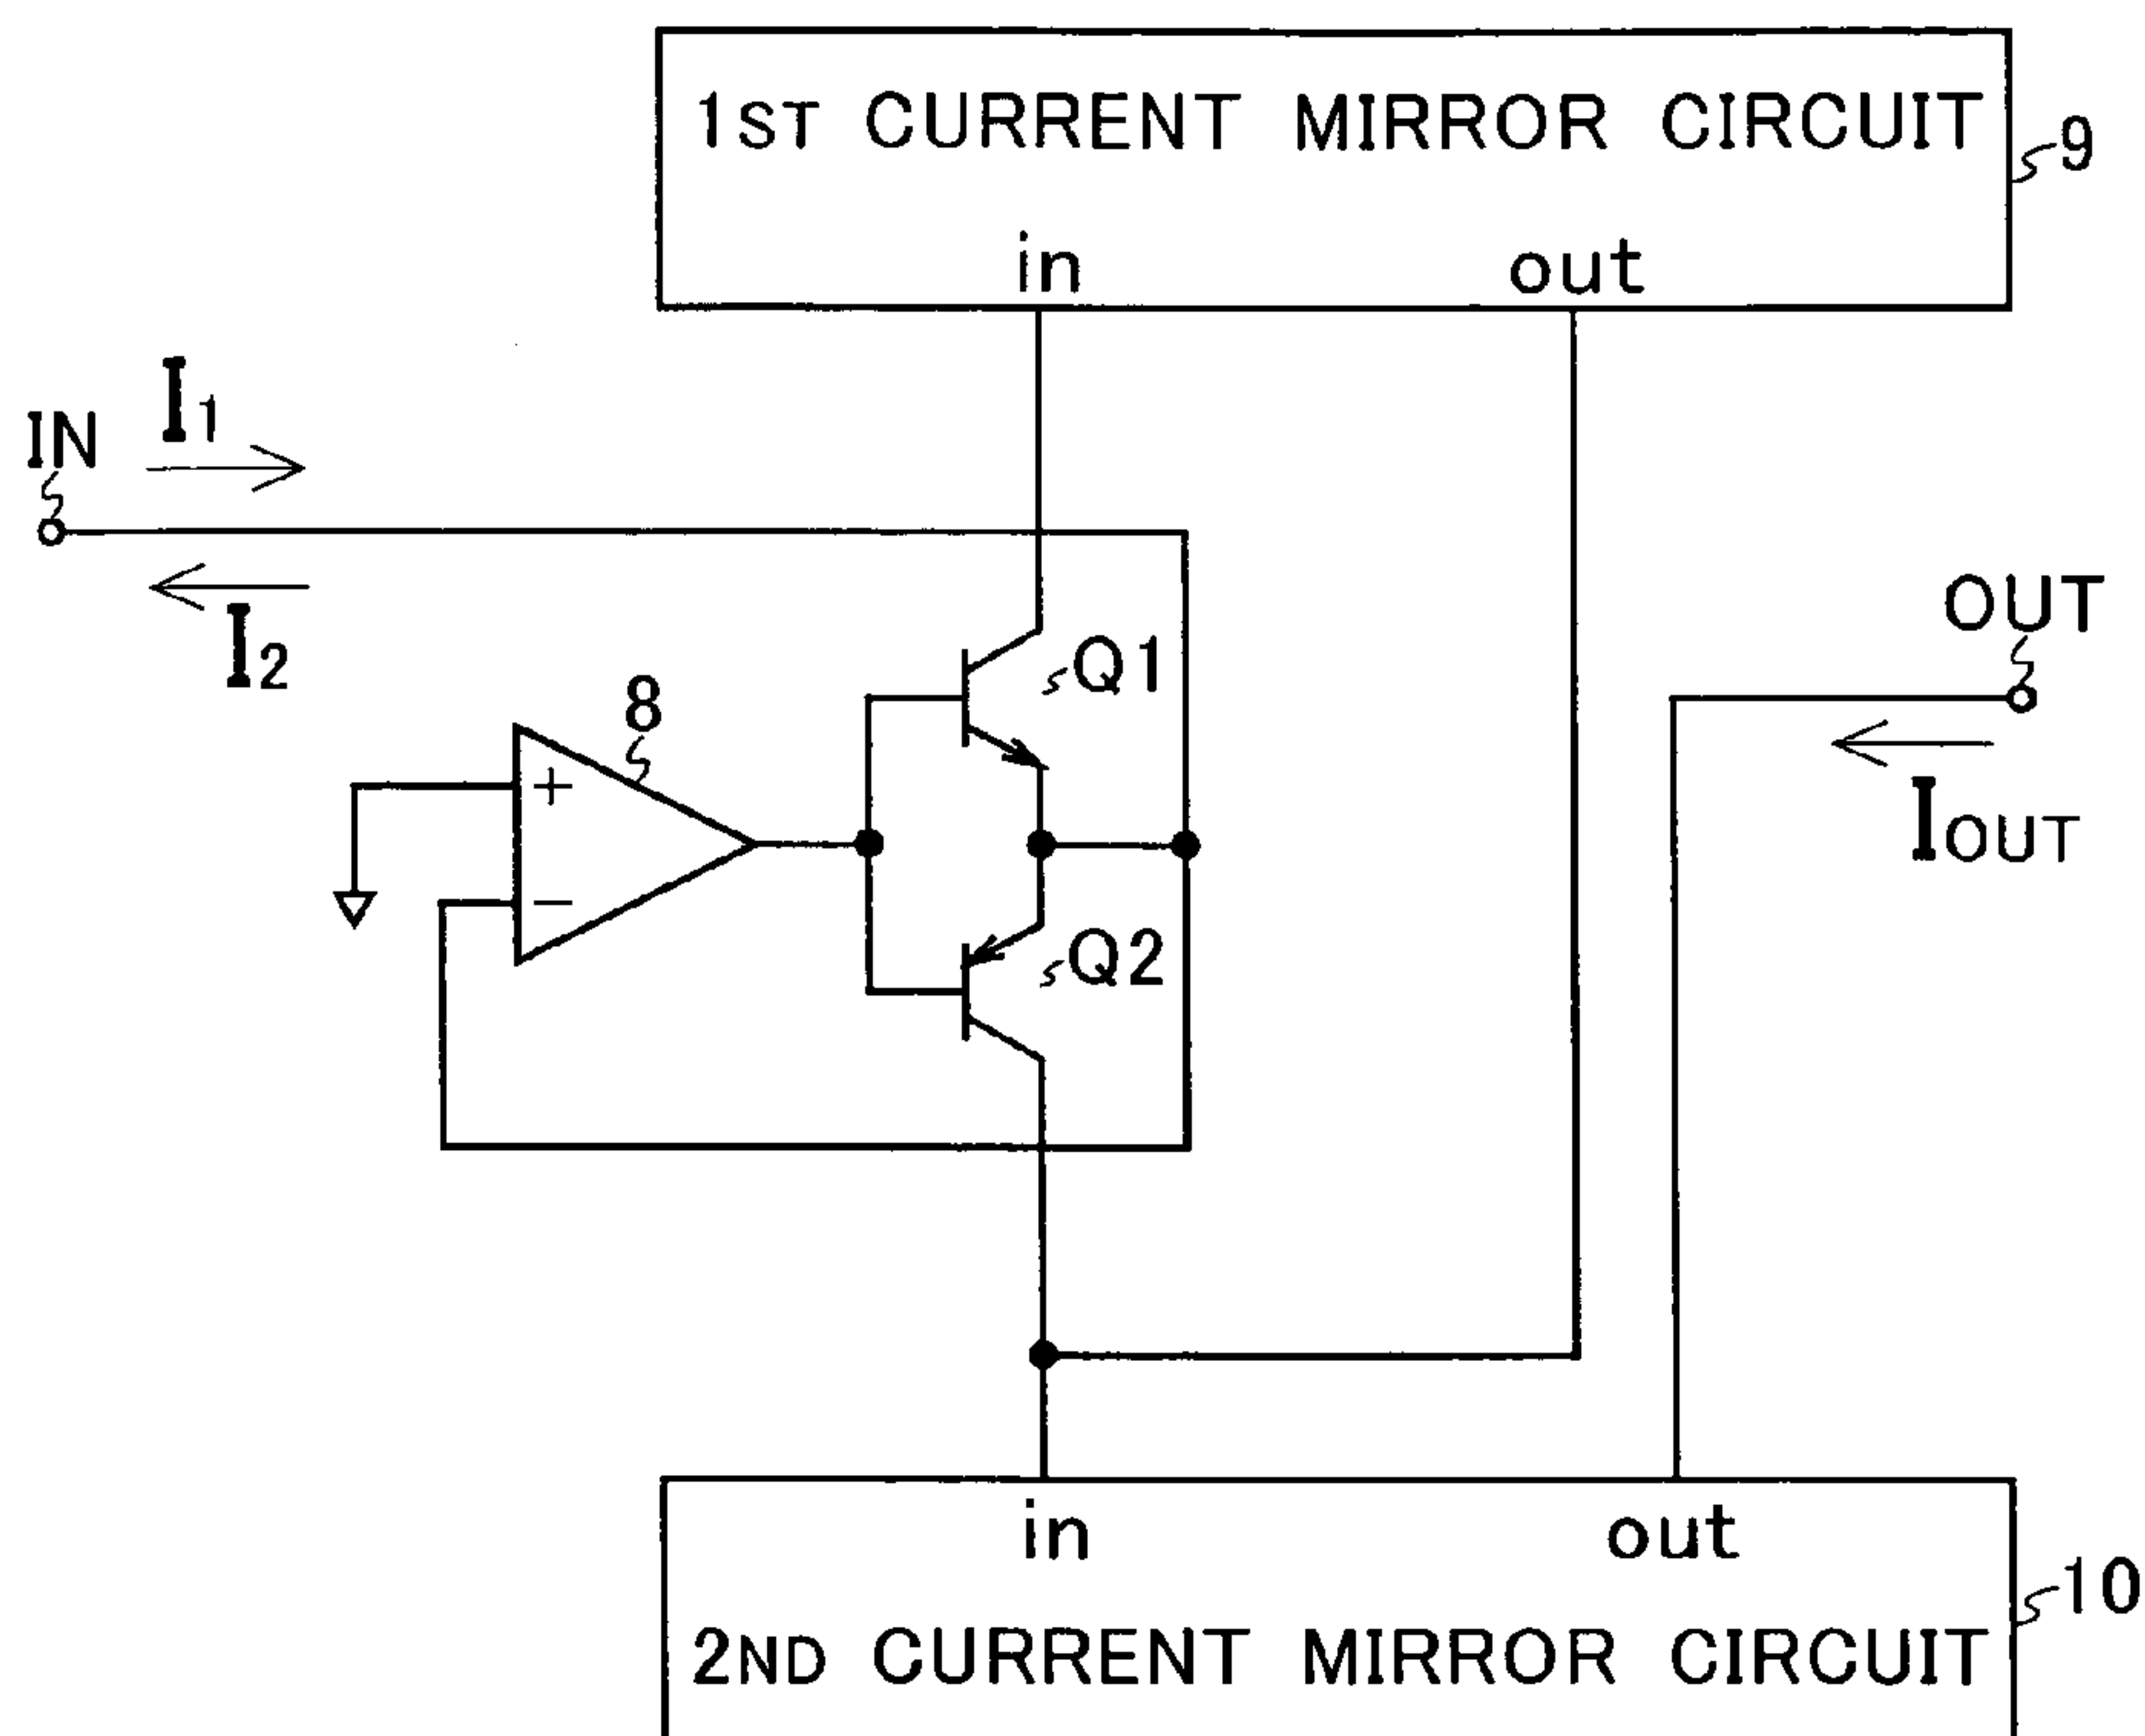 1ST CURRENT MIRROR CIRCUIT
9
in
out
I1
IN
I2
OUT
IOUT
8
Q1
+
−
Q2
in
out
10
2ND CURRENT MIRROR CIRCUIT